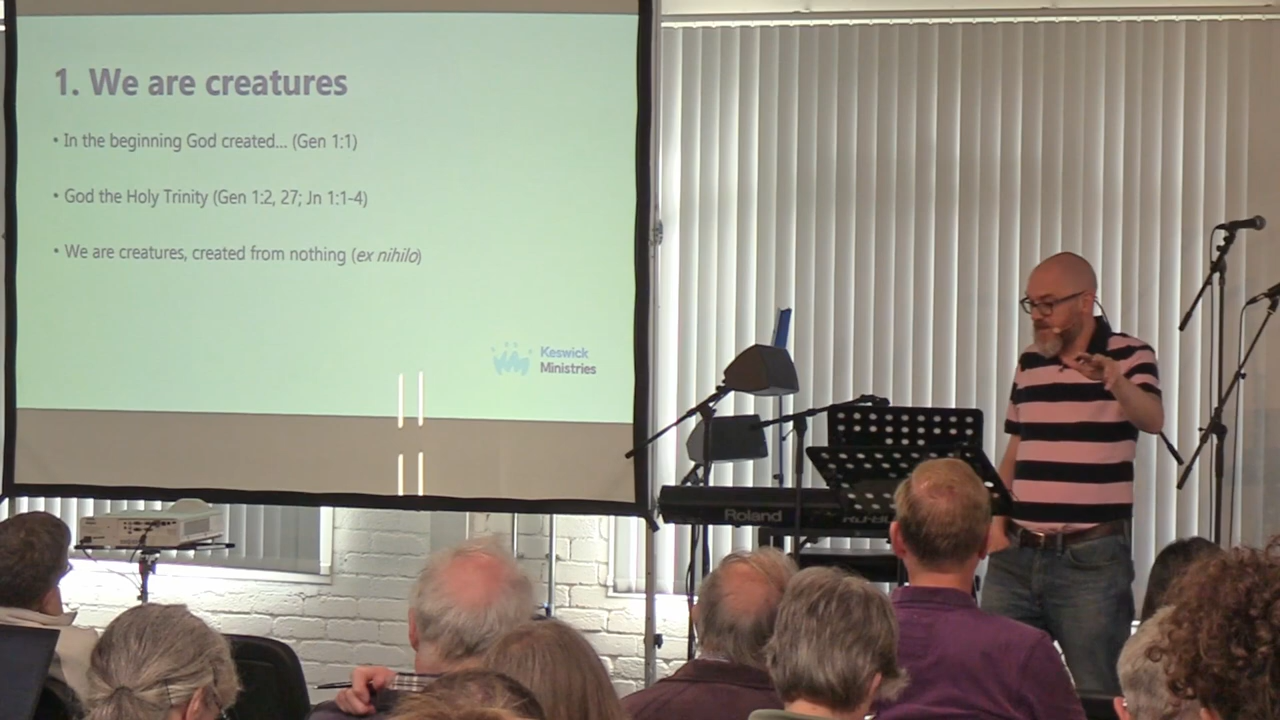 1. We are creatures
• In the beginning God created... (Gen 1:1)
• God the Holy Trinity (Gen 1:2, 27; Jn 1:1-4)
• We are creatures, created from nothing (ex nihilo)
Keswick
Ministries
Roland